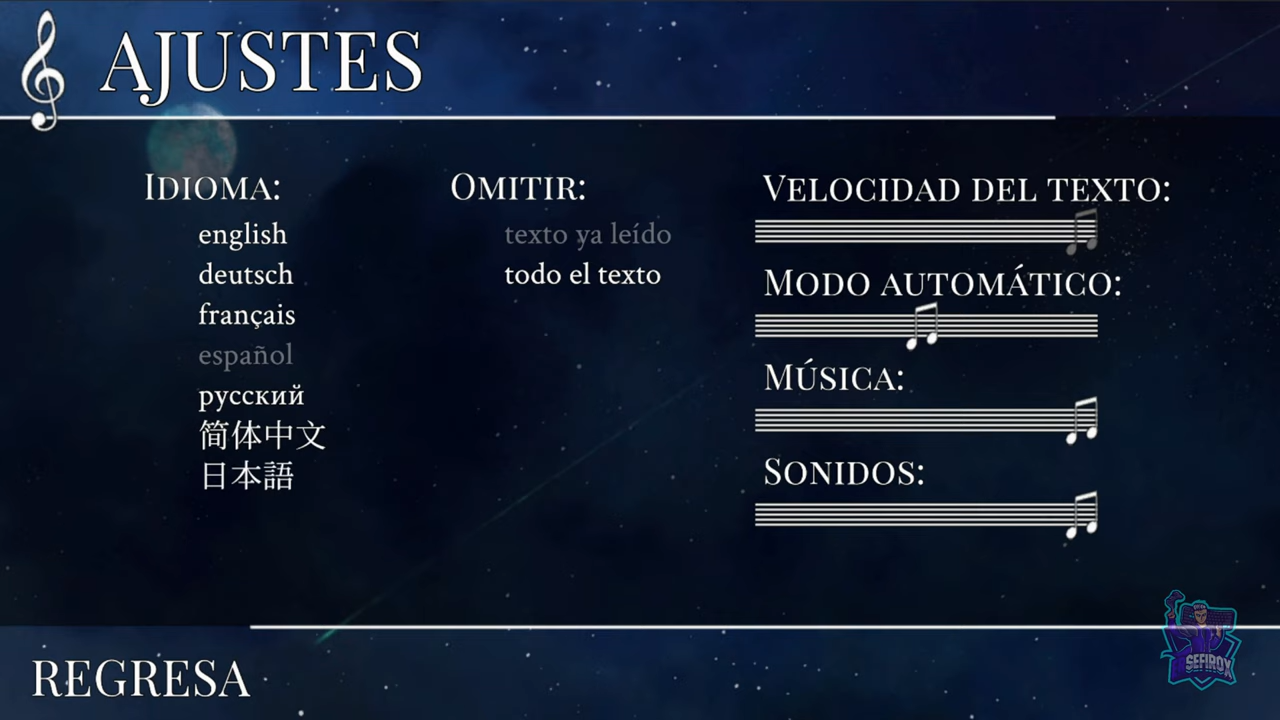 AJUSTES
Idioma:
english
deutsch
français
español
русский
简体中文
日本語
Omitir:
texto ya leído
todo el texto
Velocidad del texto:
Modo automático:
Música:
Sonidos:
REGRESA
SEFIROX